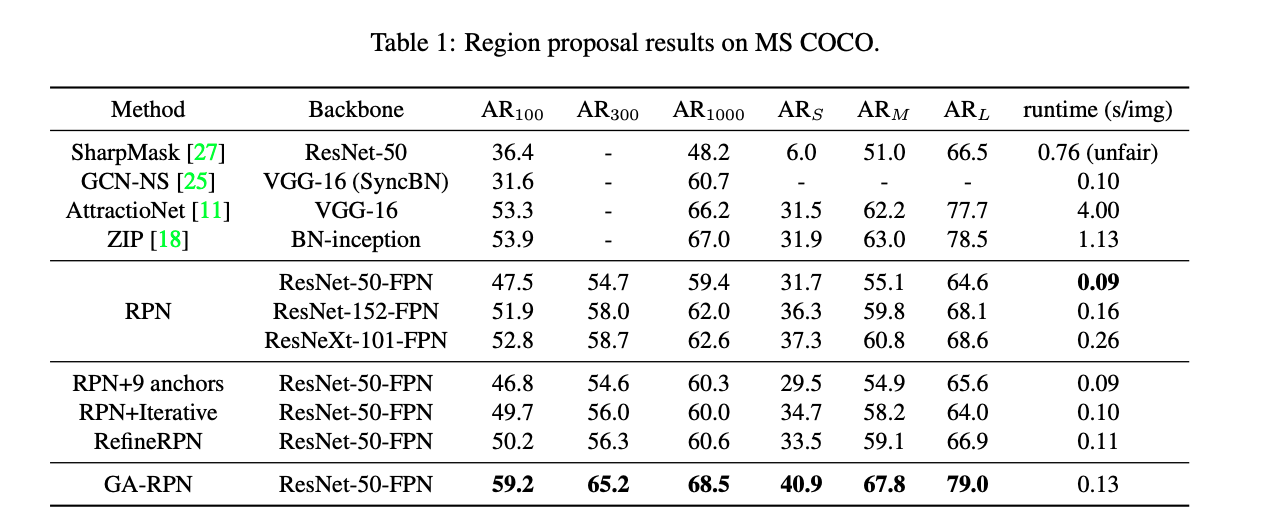 Table 1: Region proposal results on MS COCO.
Method Backbone AR100 AR300 AR1000 ARS ARM ARL runtime (s/img)
SharpMask [27] ResNet-50 36.4 - 48.2 6.0 51.0 66.5 0.76 (unfair)
GCN-NS [25] VGG-16 (SyncBN) 31.6 - 60.7 - - - 0.10
AttractioNet [11] VGG-16 53.3 - 66.2 31.5 62.2 77.7 4.00
ZIP [18] BN-inception 53.9 - 67.0 31.9 63.0 78.5 1.13
ResNet-50-FPN 47.5 54.7 59.4 31.7 55.1 64.6 0.09
RPN ResNet-152-FPN 51.9 58.0 62.0 36.3 59.8 68.1 0.16
ResNeXt-101-FPN 52.8 58.7 62.6 37.3 60.8 68.6 0.26
RPN+9 anchors ResNet-50-FPN 46.8 54.6 60.3 29.5 54.9 65.6 0.09
RPN+Iterative ResNet-50-FPN 49.7 56.0 60.0 34.7 58.2 64.0 0.10
RefineRPN ResNet-50-FPN 50.2 56.3 60.6 33.5 59.1 66.9 0.11
GA-RPN ResNet-50-FPN 59.2 65.2 68.5 40.9 67.8 79.0 0.13